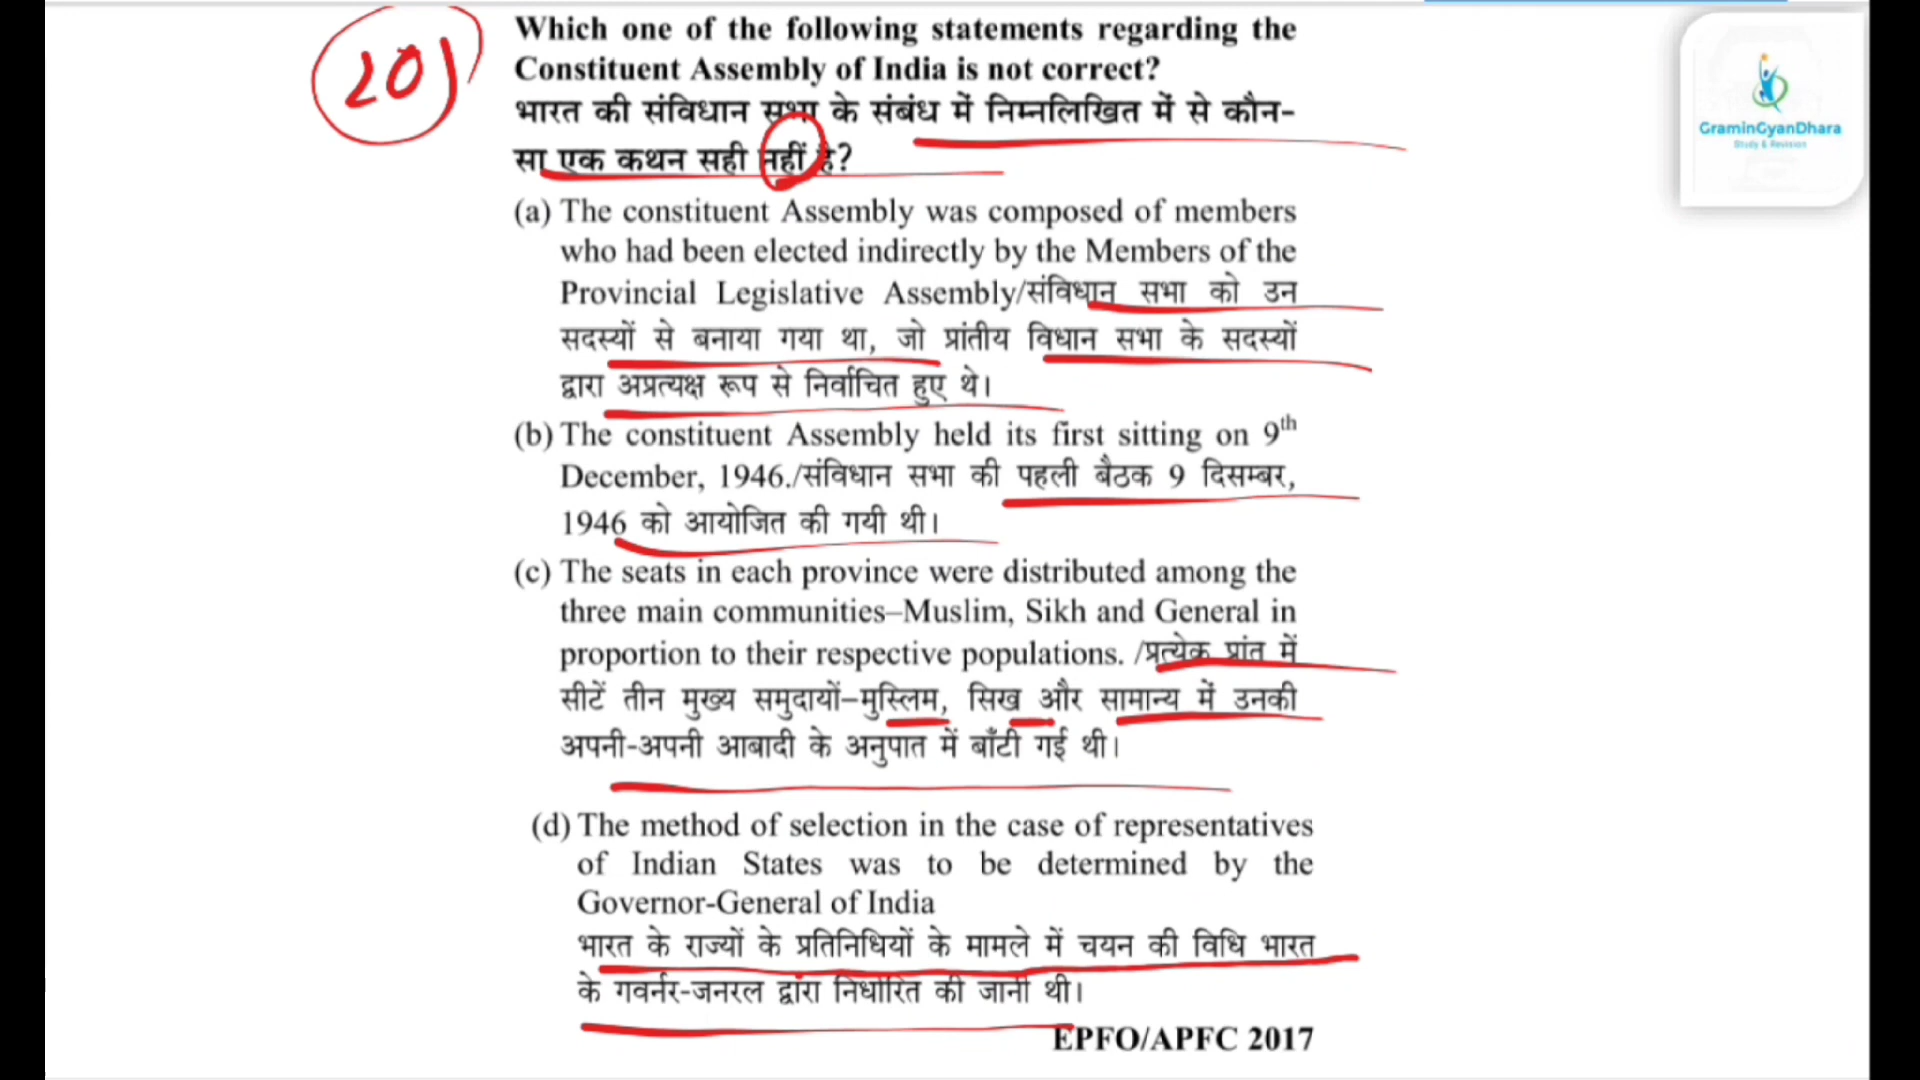 20)
Which one of the following statements regarding the
Constituent Assembly of India is not correct?
भारत की संविधान सभा के संबंध में निम्नलिखित में से कौन-
सा एक कथन सही नहीं है?
(a) The constituent Assembly was composed of members
who had been elected indirectly by the Members of the
Provincial Legislative Assembly/संविधान सभा को उन
सदस्यों से बनाया गया था, जो प्रांतीय विधान सभा के सदस्यों
द्वारा अप्रत्यक्ष रूप से निर्वाचित हुए थे।
(b) The constituent Assembly held its first sitting on 9th
December, 1946./संविधान सभा की पहली बैठक 9 दिसम्बर,
1946 को आयोजित की गयी थी।
(c) The seats in each province were distributed among the
three main communities–Muslim, Sikh and General in
proportion to their respective populations. /प्रत्येक प्रांत में
सीटें तीन मुख्य समुदायों–मुस्लिम, सिख और सामान्य में उनकी
अपनी-अपनी आबादी के अनुपात में बाँटी गई थी।
(d) The method of selection in the case of representatives
of Indian States was to be determined by the
Governor-General of India
भारत के राज्यों के प्रतिनिधियों के मामले में चयन की विधि भारत
के गवर्नर-जनरल द्वारा निर्धारित की जानी थी।
EPFO/APFC 2017
GraminGyanDhara
Study & Revision